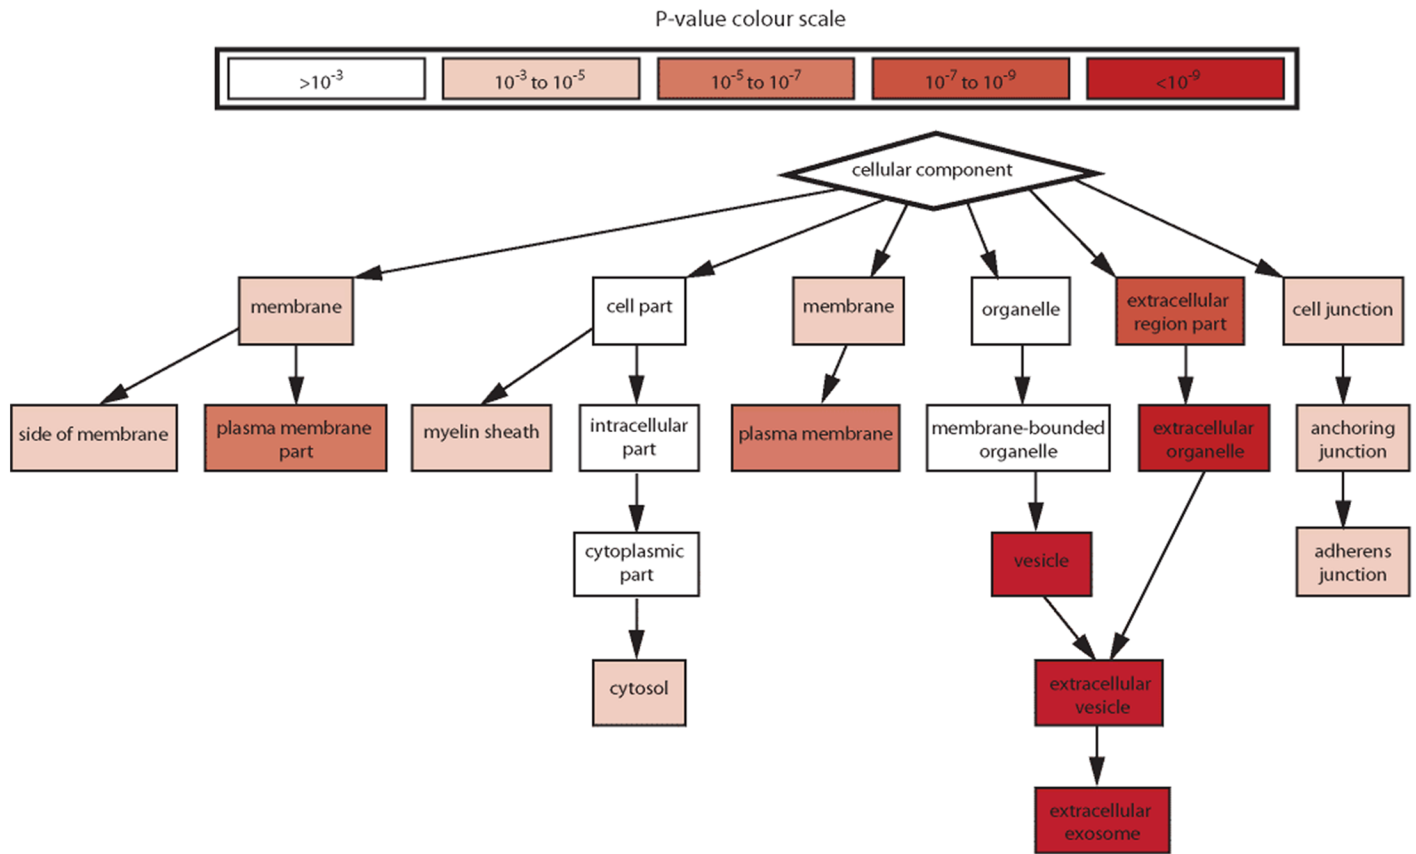 P-value colour scale
>10⁻³
10⁻³ to 10⁻⁵
10⁻⁵ to 10⁻⁷
10⁻⁷ to 10⁻⁹
<10⁻⁹
cellular component
membrane
cell part
membrane
organelle
extracellular
region part
cell junction
side of membrane
plasma membrane
part
myelin sheath
intracellular
part
plasma membrane
membrane-bounded
organelle
extracellular
organelle
anchoring
junction
cytoplasmic
part
vesicle
adherens
junction
cytosol
extracellular
vesicle
extracellular
exosome